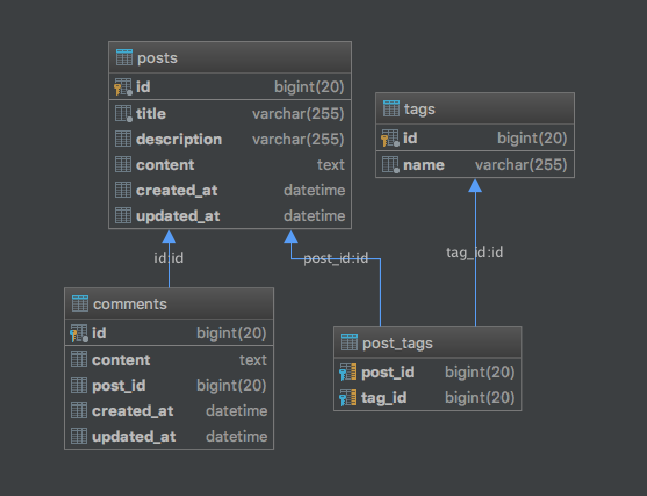 posts
id bigint(20)
title varchar(255)
description varchar(255)
content text
created_at datetime
updated_at datetime
tags
id bigint(20)
name varchar(255)
id:id
post_id:id
tag_id:id
comments
id bigint(20)
content text
post_id bigint(20)
created_at datetime
updated_at datetime
post_tags
post_id bigint(20)
tag_id bigint(20)